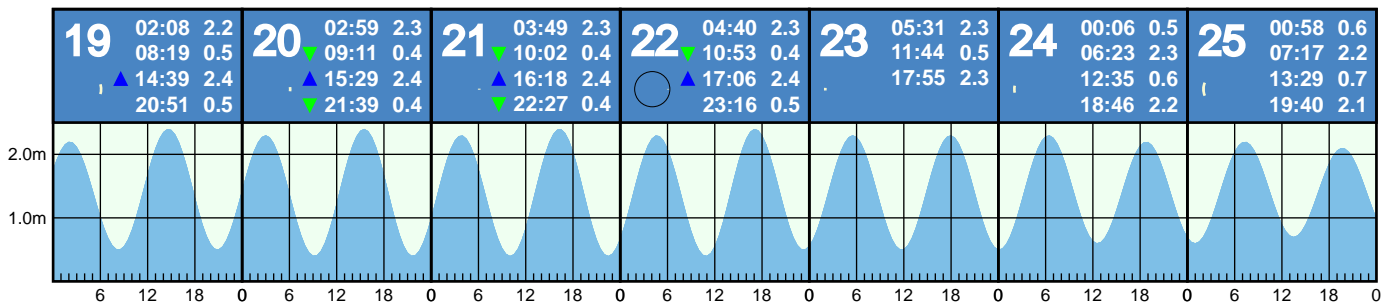 19 02:08 2.2
08:19 0.5
▲ 14:39 2.4
20:51 0.5
20 02:59 2.3
▼ 09:11 0.4
▲ 15:29 2.4
▼ 21:39 0.4
21 03:49 2.3
▼ 10:02 0.4
▲ 16:18 2.4
▼ 22:27 0.4
22 04:40 2.3
▼ 10:53 0.4
▲ 17:06 2.4
23:16 0.5
23 05:31 2.3
11:44 0.5
17:55 2.3
24 00:06 0.5
06:23 2.3
12:35 0.6
18:46 2.2
25 00:58 0.6
07:17 2.2
13:29 0.7
19:40 2.1
2.0m
1.0m
6 12 18 0 6 12 18 0 6 12 18 0 6 12 18 0 6 12 18 0 6 12 18 0 6 12 18 0